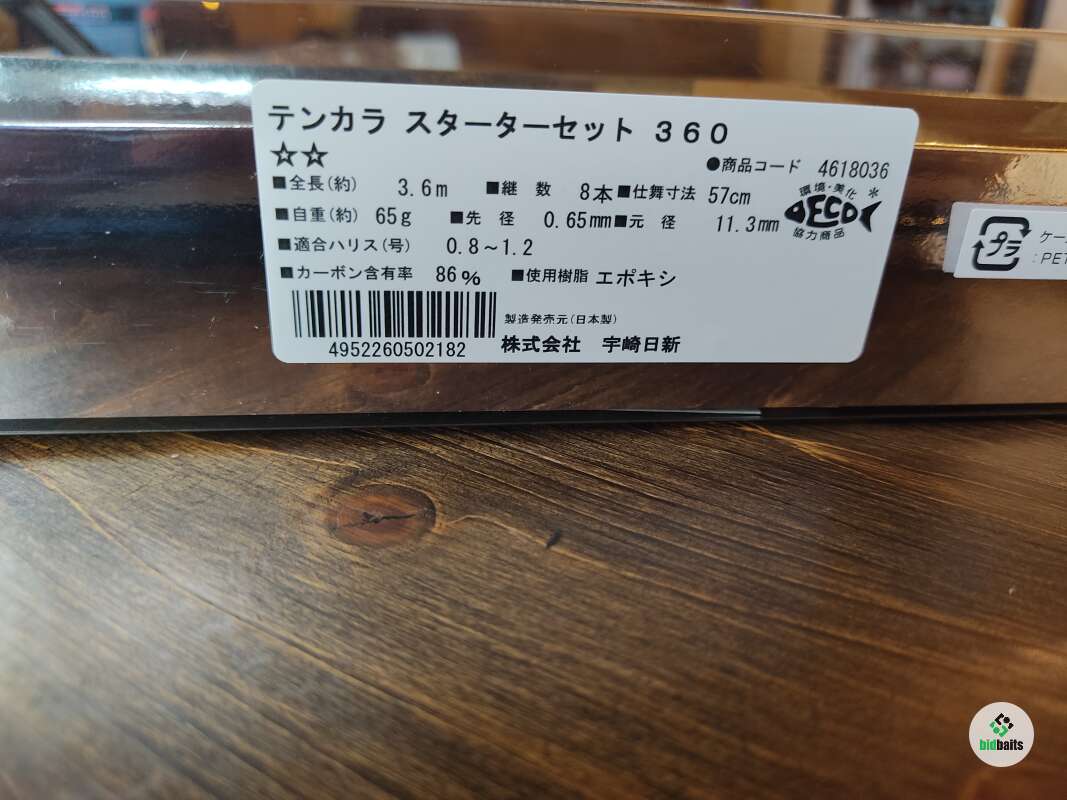 テンカラ スターターセット 360
☆☆
●商品コード 4618036
■全長(約) 3.6m ■継 数 8本 ■仕舞寸法 57cm
■自重(約) 65g ■先 径 0.65mm ■元 径 11.3mm
■適合ハリス(号) 0.8~1.2
■カーボン含有率 86% ■使用樹脂 エポキシ
環境・美化
DECO
協力商品
製造発売元(日本製)
4952260502182 株式会社 宇崎日新
プラ
:PET
bidbaits